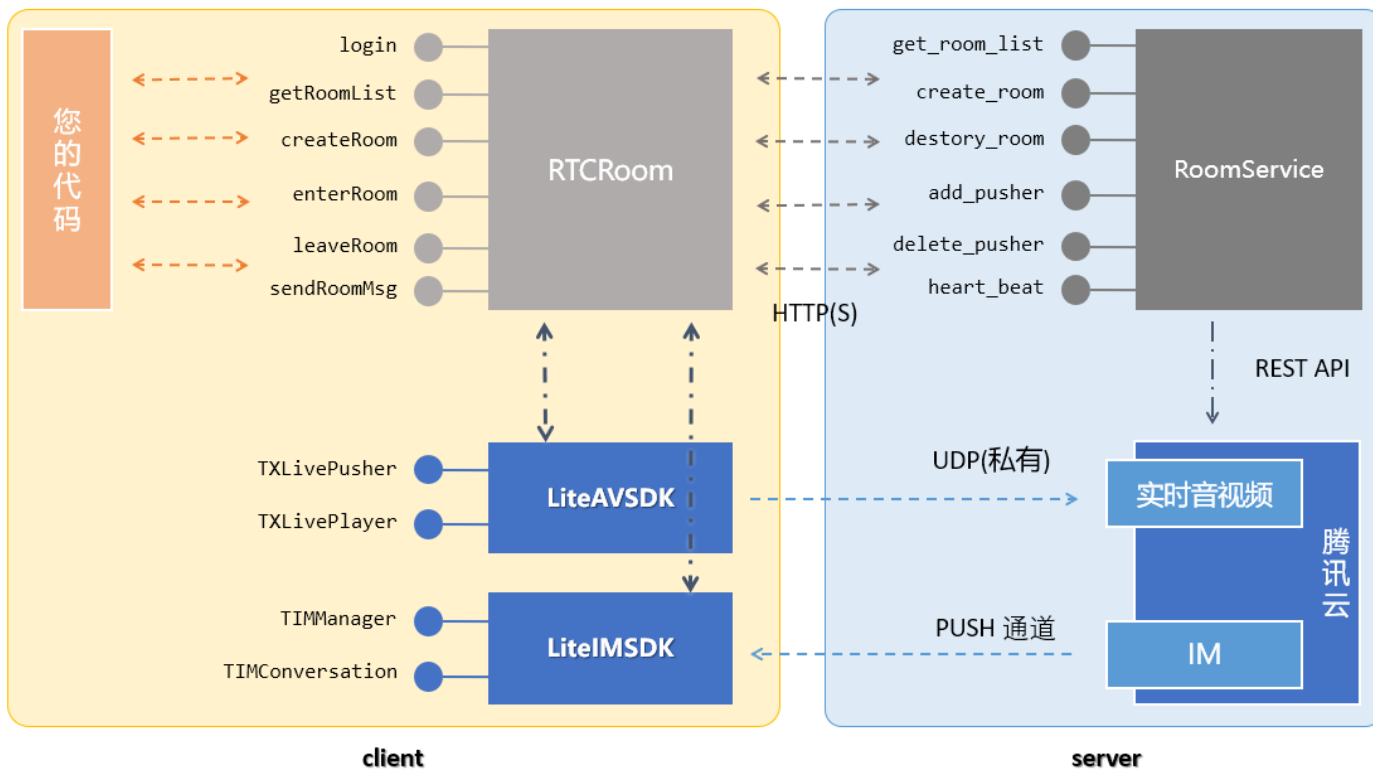 您的代码
login
getRoomList
createRoom
enterRoom
leaveRoom
sendRoomMsg
RTCRoom
HTTP(S)
get_room_list
create_room
destory_room
add_pusher
delete_pusher
heart_beat
RoomService
REST API
TXLivePusher
TXLivePlayer
LiteAVSDK
UDP(私有)
实时音视频
腾讯云
TIMManager
TIMConversation
LiteIMSDK
PUSH 通道
IM
client
server